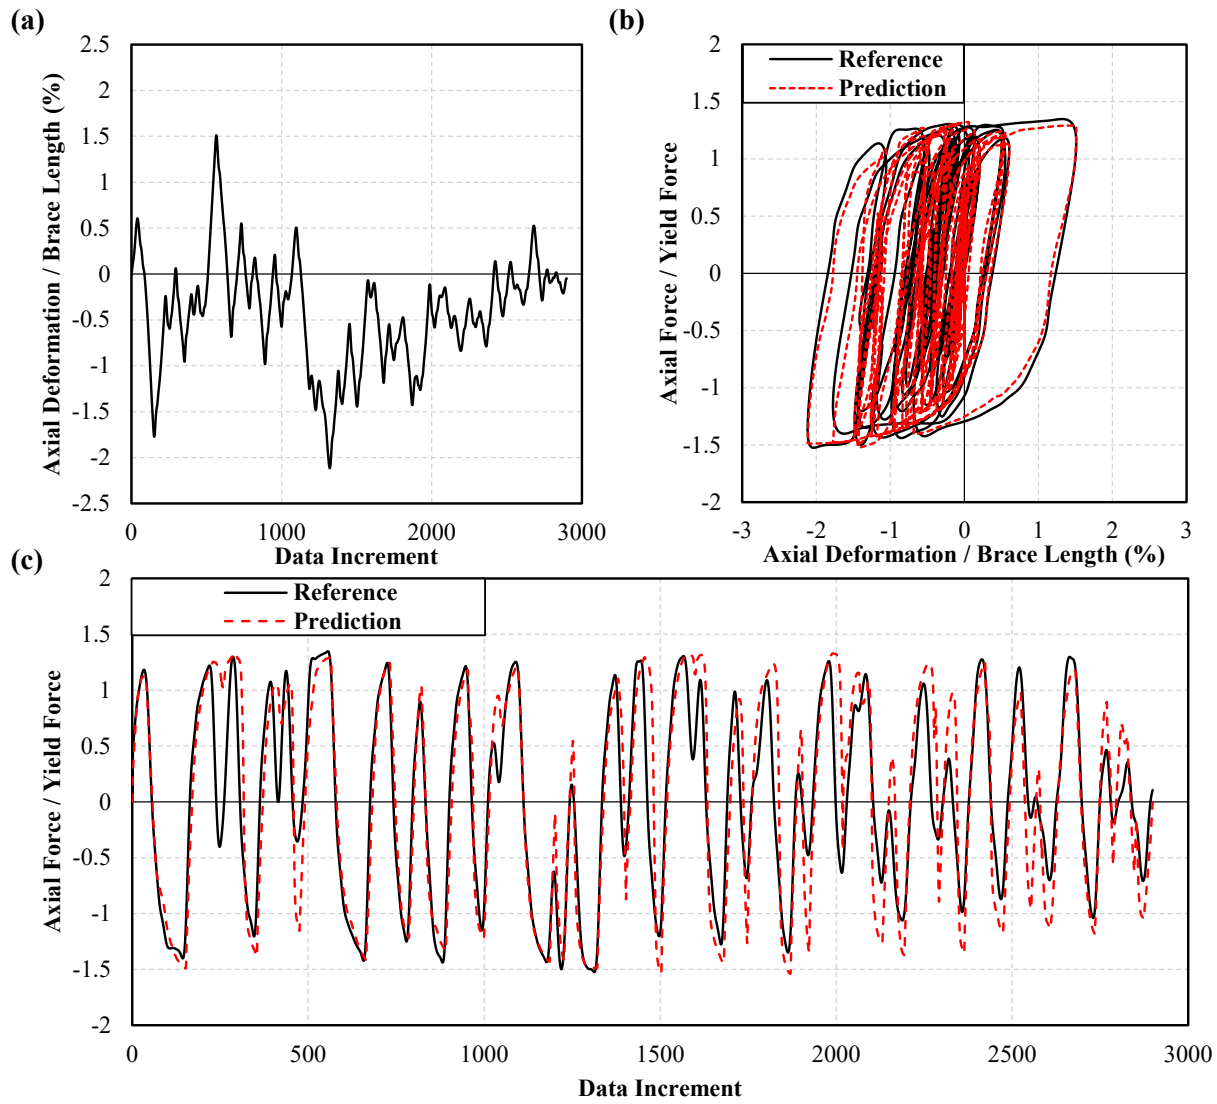 (a)
2.5
2
1.5
1
0.5
0
-0.5
-1
-1.5
-2
-2.5
0 1000 2000 3000
Data Increment
Axial Deformation / Brace Length (%)
(b)
Reference
Prediction
2
1.5
1
0.5
0
-0.5
-1
-1.5
-2
-3 -2 -1 0 1 2 3
Axial Deformation / Brace Length (%)
Axial Force / Yield Force
(c)
Reference
Prediction
2
1.5
1
0.5
0
-0.5
-1
-1.5
-2
0 500 1000 1500 2000 2500 3000
Data Increment
Axial Force / Yield Force